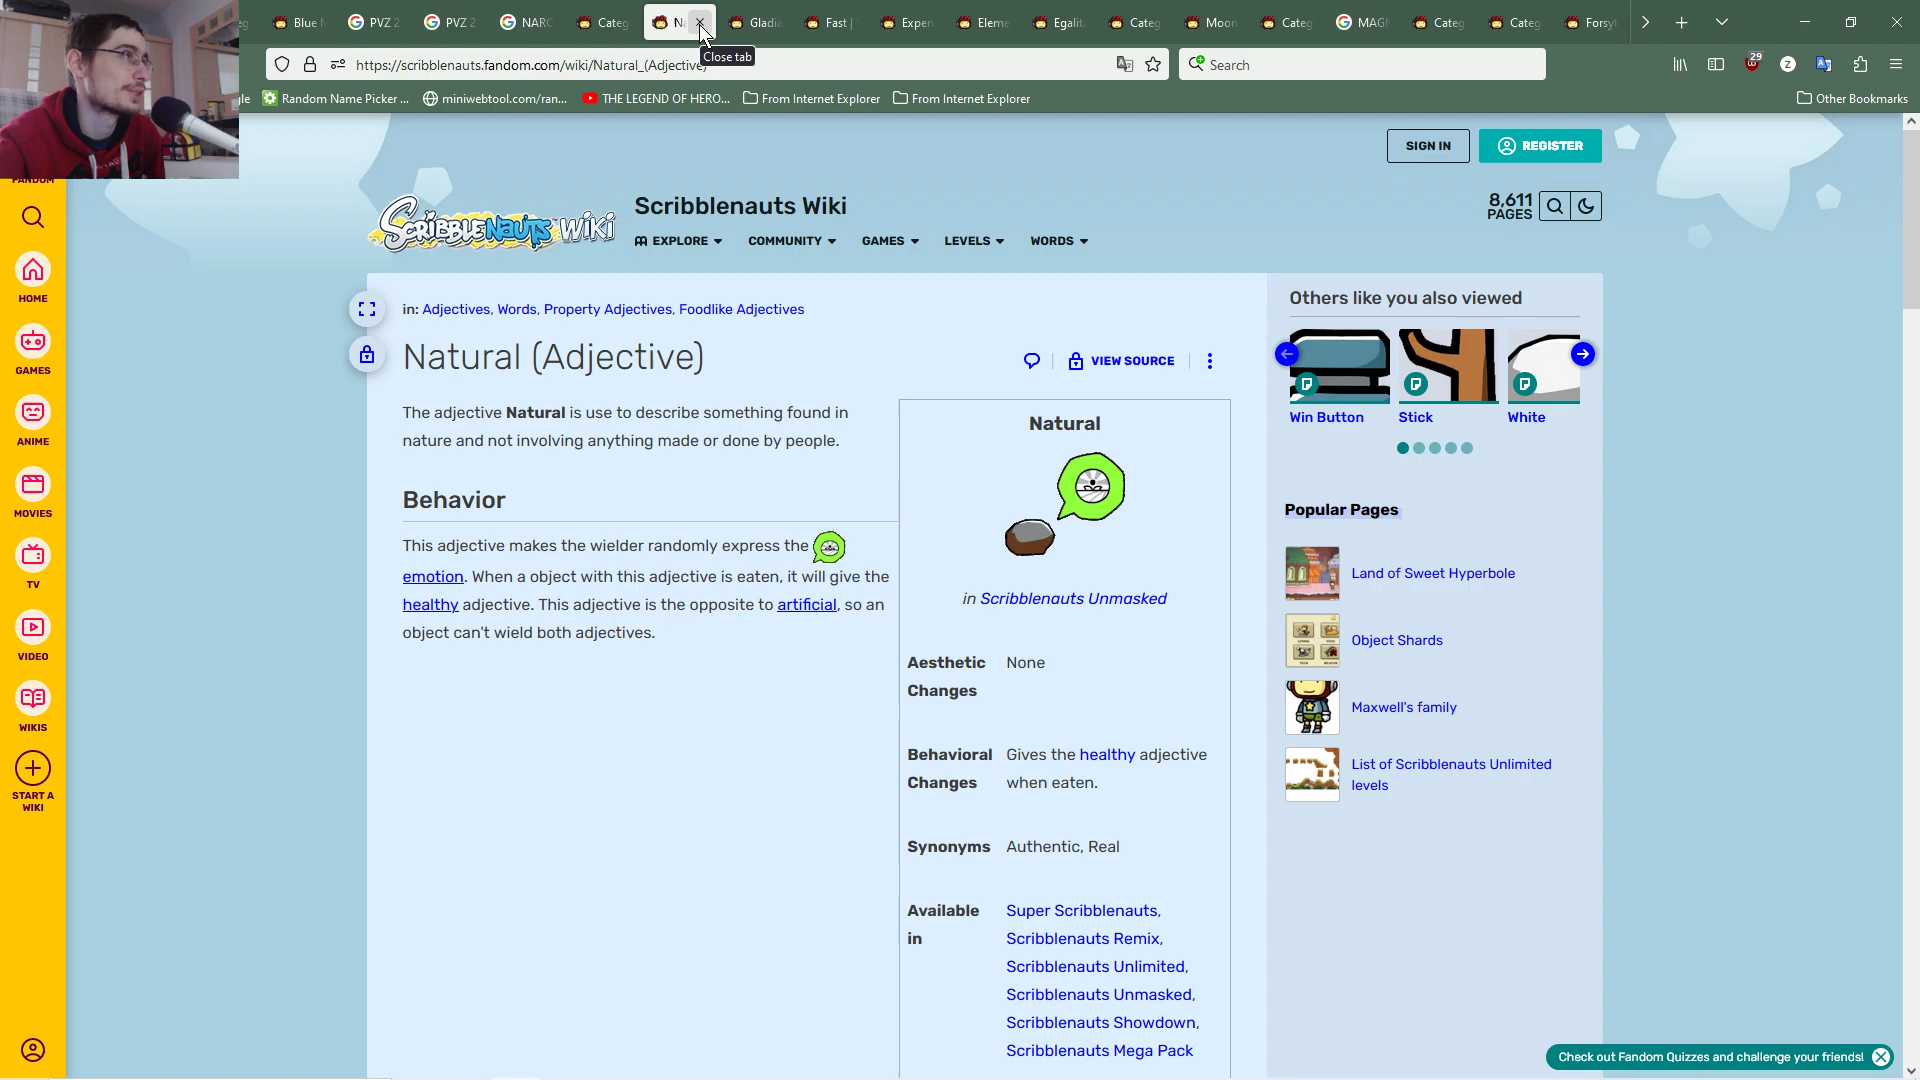 Blue M
PVZ 2
PVZ 2
NARC
Categ
Na
Gladia
Fast |
Expen
Eleme
Egalit
Categ
Moon
Categ
MAGN
Categ
Categ
Forsyt
Close tab
https://scribblenauts.fandom.com/wiki/Natural_(Adjective)
Search
29
Random Name Picker ...
miniwebtool.com/ran...
THE LEGEND OF HERO...
From Internet Explorer
From Internet Explorer
Other Bookmarks
SIGN IN
REGISTER
FANDOM
HOME
GAMES
ANIME
MOVIES
TV
VIDEO
WIKIS
START A
WIKI
SCRIBBLENAUTS WIKI
Scribblenauts Wiki
EXPLORE
COMMUNITY
GAMES
LEVELS
WORDS
8,611
PAGES
in: Adjectives, Words, Property Adjectives, Foodlike Adjectives
Natural (Adjective)
VIEW SOURCE
The adjective Natural is use to describe something found in
nature and not involving anything made or done by people.
Behavior
This adjective makes the wielder randomly express the
emotion. When a object with this adjective is eaten, it will give the
healthy adjective. This adjective is the opposite to artificial, so an
object can't wield both adjectives.
Natural
in Scribblenauts Unmasked
Aesthetic
Changes
None
Behavioral
Changes
Gives the healthy adjective
when eaten.
Synonyms
Authentic, Real
Available
in
Super Scribblenauts,
Scribblenauts Remix,
Scribblenauts Unlimited,
Scribblenauts Unmasked,
Scribblenauts Showdown,
Scribblenauts Mega Pack
Others like you also viewed
Win Button
Stick
White
Popular Pages
Land of Sweet Hyperbole
Object Shards
Maxwell's family
List of Scribblenauts Unlimited
levels
Check out Fandom Quizzes and challenge your friends!